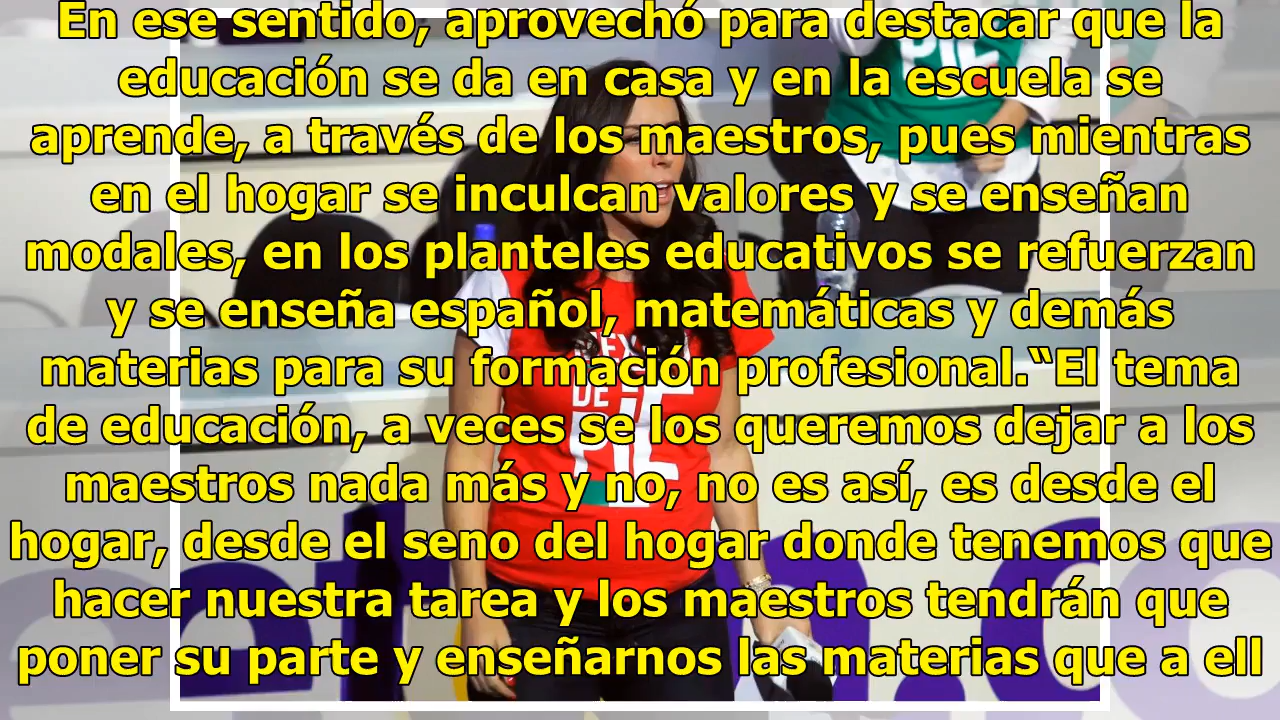 En ese sentido, aprovechó para destacar que la
educación se da en casa y en la escuela se
aprende, a través de los maestros, pues mientras
en el hogar se inculcan valores y se enseñan
modales, en los planteles educativos se refuerzan
y se enseña español, matemáticas y demás
materias para su formación profesional.“El tema
de educación, a veces se los queremos dejar a los
maestros nada más y no, no es así, es desde el
hogar, desde el seno del hogar donde tenemos que
hacer nuestra tarea y los maestros tendrán que
poner su parte y enseñarnos las materias que a ell
DE
PIE